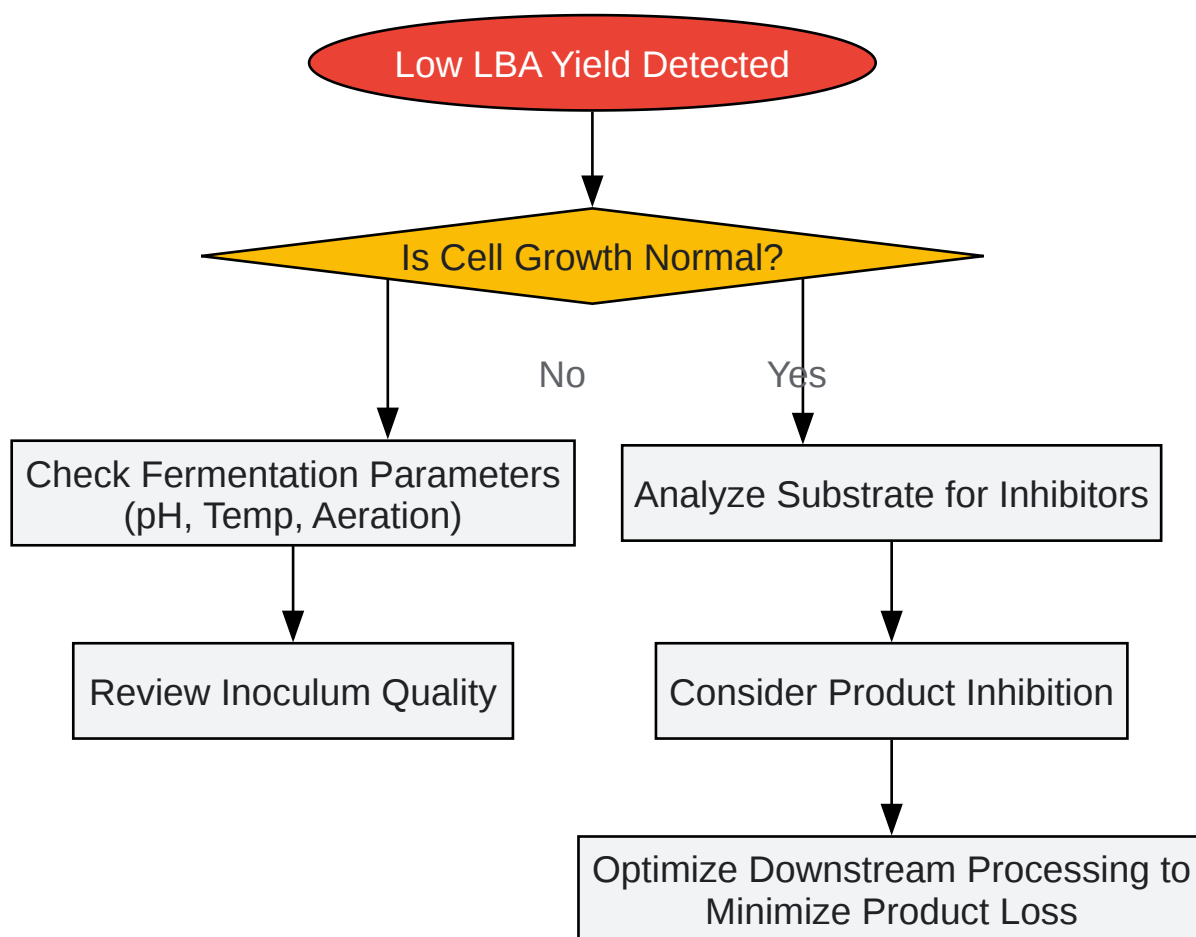 Low LBA Yield Detected
Is Cell Growth Normal?
No
Yes
Check Fermentation Parameters
(pH, Temp, Aeration)
Analyze Substrate for Inhibitors
Review Inoculum Quality
Consider Product Inhibition
Optimize Downstream Processing to
Minimize Product Loss